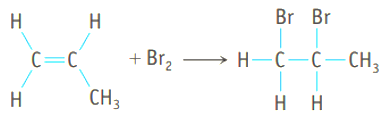 H H Br Br
C=C + Br₂ ⟶ H–C–C–CH₃
H CH₃ H H